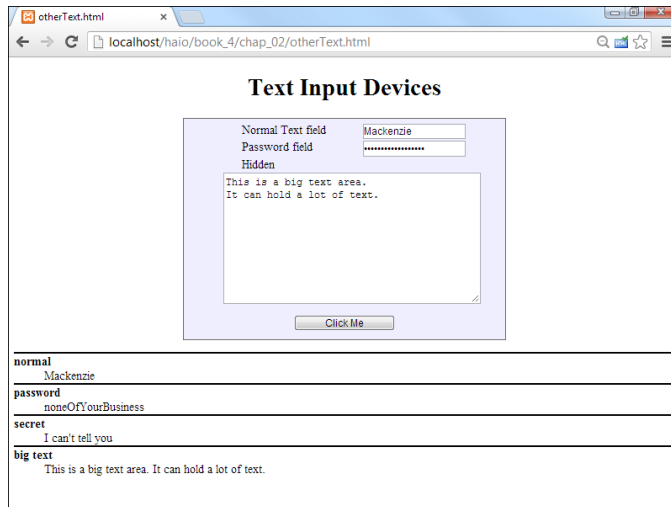 otherText.html
localhost/haio/book_4/chap_02/otherText.html
Text Input Devices
Normal Text field Mackenzie
Password field ••••••••••••••••••
Hidden
This is a big text area.
It can hold a lot of text.
Click Me
normal
Mackenzie
password
noneOfYourBusiness
secret
I can't tell you
big text
This is a big text area. It can hold a lot of text.